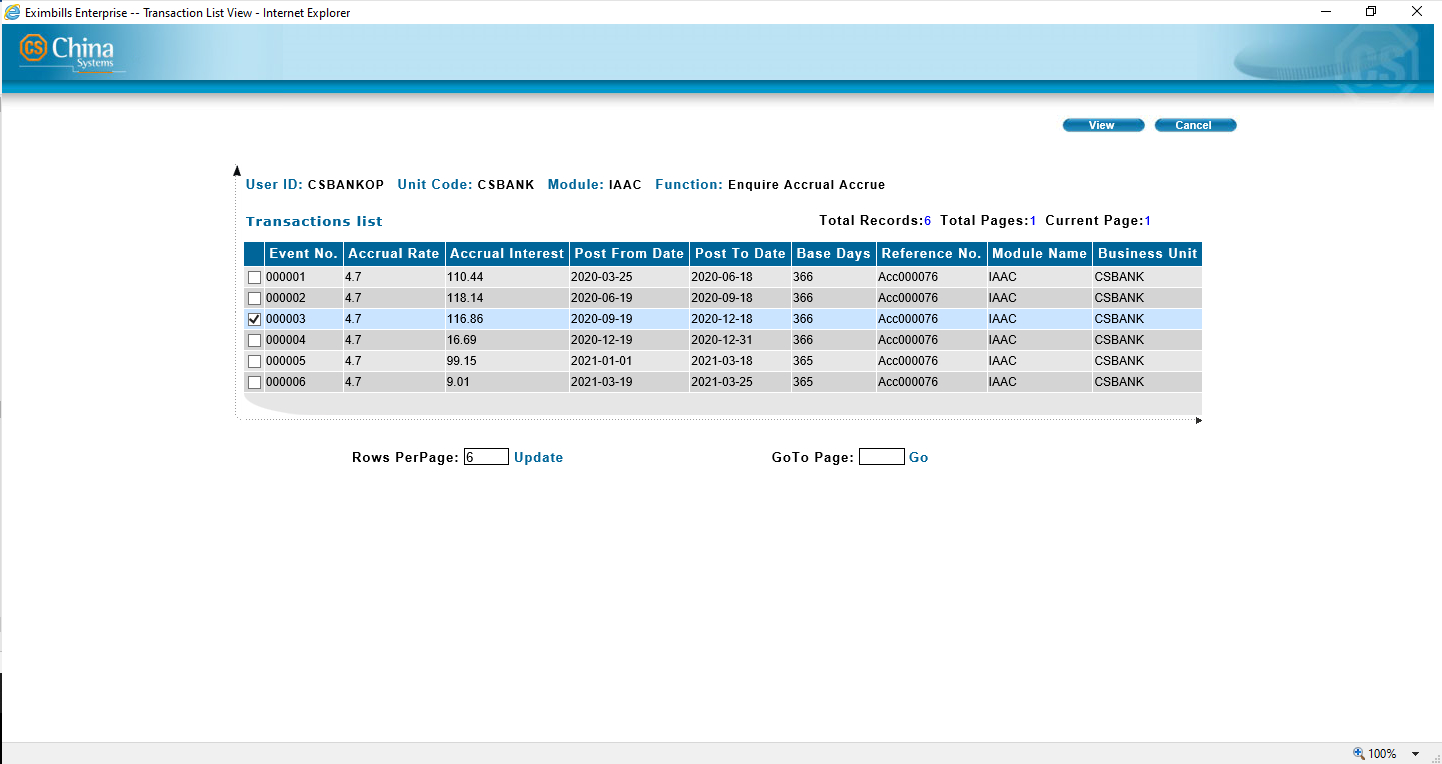 Eximbills Enterprise -- Transaction List View - Internet Explorer
CS China Systems
CS
View Cancel
User ID: CSBANKOP Unit Code: CSBANK Module: IAAC Function: Enquire Accrual Accrue
Transactions list Total Records:6 Total Pages:1 Current Page:1
Event No. Accrual Rate Accrual Interest Post From Date Post To Date Base Days Reference No. Module Name Business Unit
000001 4.7 110.44 2020-03-25 2020-06-18 366 Acc000076 IAAC CSBANK
000002 4.7 118.14 2020-06-19 2020-09-18 366 Acc000076 IAAC CSBANK
000003 4.7 116.86 2020-09-19 2020-12-18 366 Acc000076 IAAC CSBANK
000004 4.7 16.69 2020-12-19 2020-12-31 366 Acc000076 IAAC CSBANK
000005 4.7 99.15 2021-01-01 2021-03-18 365 Acc000076 IAAC CSBANK
000006 4.7 9.01 2021-03-19 2021-03-25 365 Acc000076 IAAC CSBANK
Rows PerPage: 6 Update GoTo Page: Go
100%